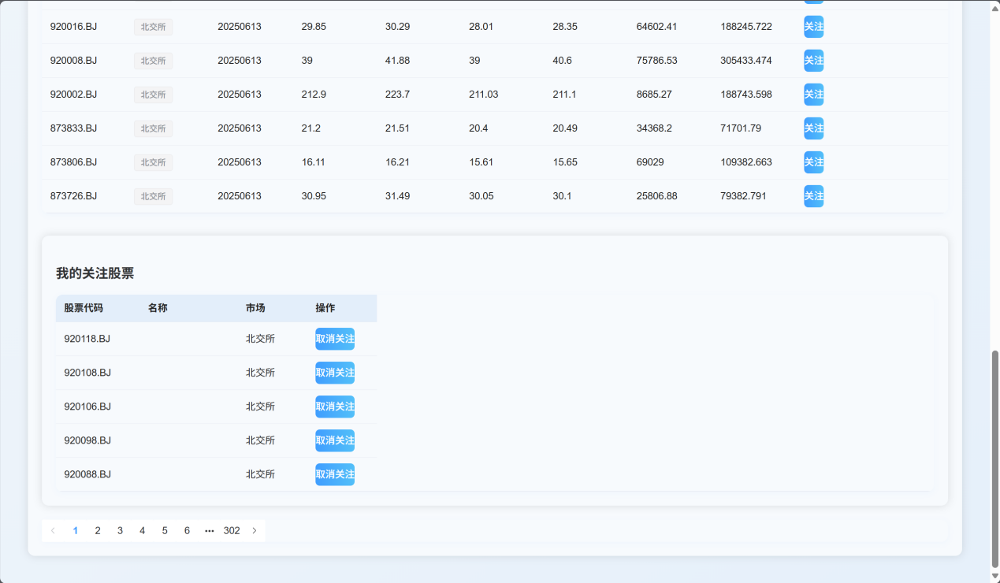 920016.BJ 北交所 20250613 29.85 30.29 28.01 28.35 64602.41 188245.722 关注
920008.BJ 北交所 20250613 39 41.88 39 40.6 75786.53 305433.474 关注
920002.BJ 北交所 20250613 212.9 223.7 211.03 211.1 8685.27 188743.598 关注
873833.BJ 北交所 20250613 21.2 21.51 20.4 20.49 34368.2 71701.79 关注
873806.BJ 北交所 20250613 16.11 16.21 15.61 15.65 69029 109382.663 关注
873726.BJ 北交所 20250613 30.95 31.49 30.05 30.1 25806.88 79382.791 关注
我的关注股票
股票代码 名称 市场 操作
920118.BJ 北交所 取消关注
920108.BJ 北交所 取消关注
920106.BJ 北交所 取消关注
920098.BJ 北交所 取消关注
920088.BJ 北交所 取消关注
1 2 3 4 5 6 ••• 302